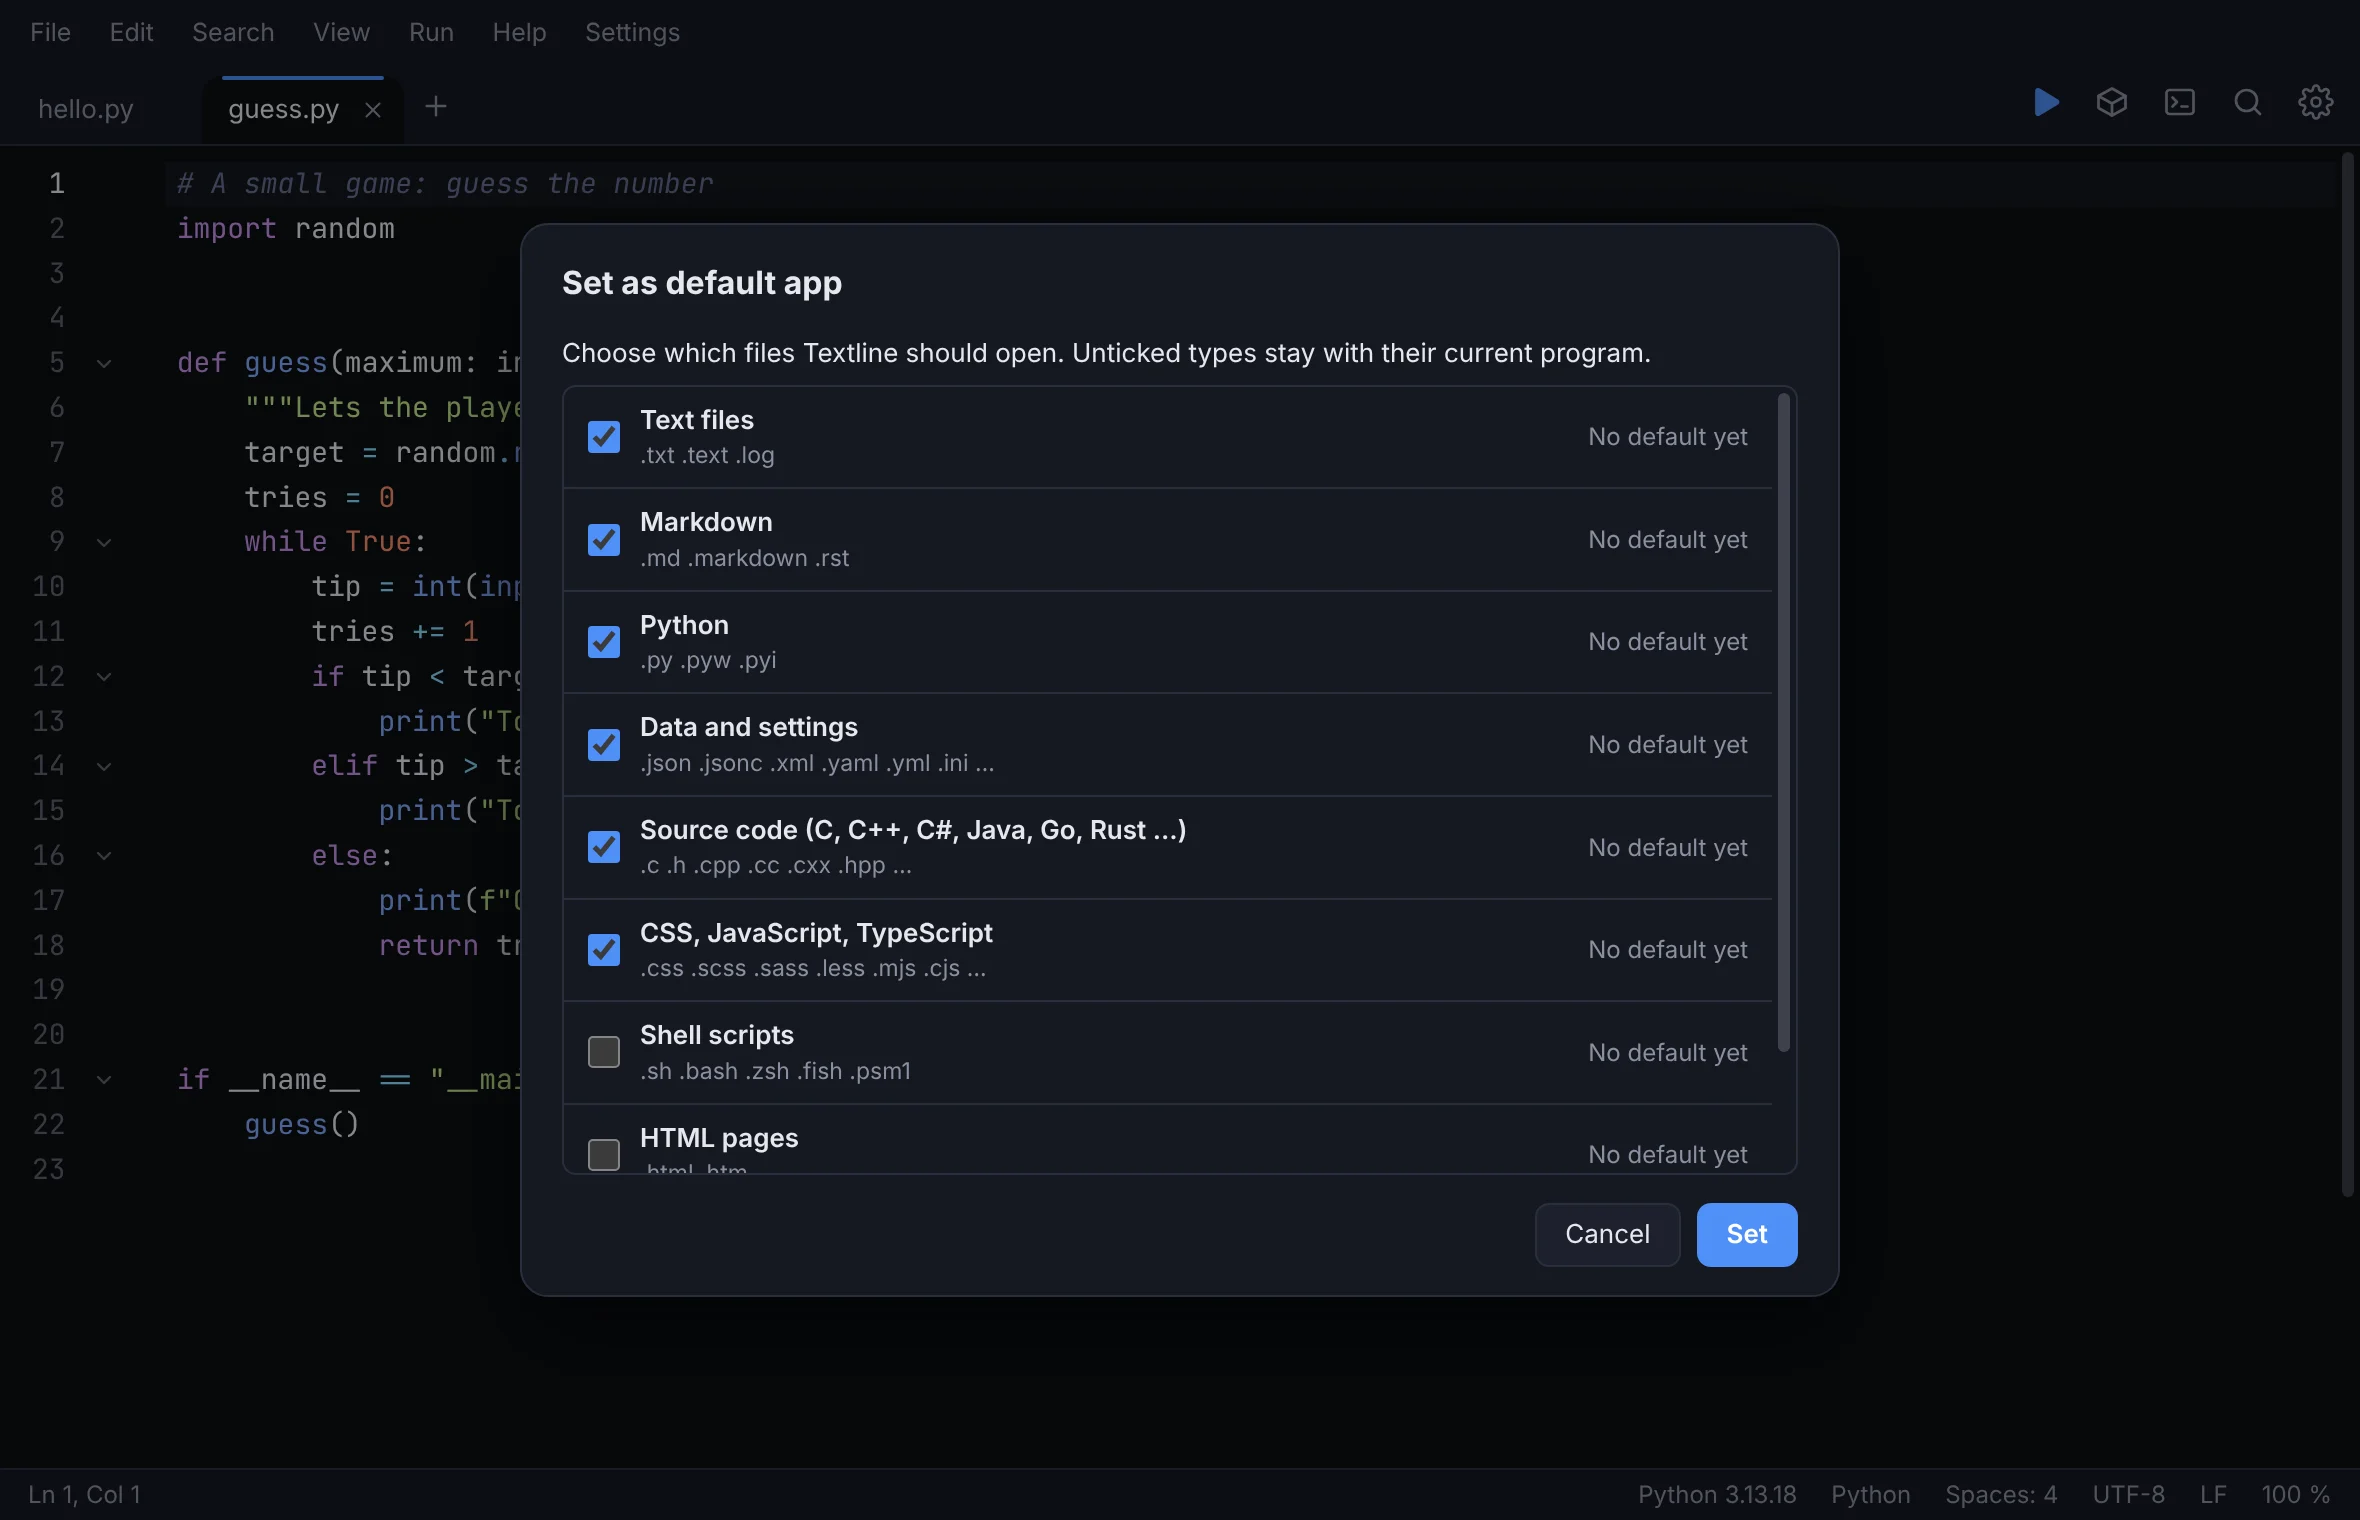 File Edit Search View Run Help Settings
hello.py guess.py
1 # A small game: guess the number
2 import random
3
4
5 def guess(maximum:
6 """Lets the
7 target = random.
8 tries = 0
9 while True:
10 tip = int(
11 tries += 1
12 if tip <
13 print("
14 elif tip >
15 print("
16 else:
17 print(f"
18 return
19
20
21 if __name__ == "
22 guess()
23
Set as default app
Choose which files Textline should open. Unticked types stay with their current program.
Text files
.txt .text .log
No default yet
Markdown
.md .markdown .rst
No default yet
Python
.py .pyw .pyi
No default yet
Data and settings
.json .jsonc .xml .yaml .yml .ini ...
No default yet
Source code (C, C++, C#, Java, Go, Rust ...)
.c .h .cpp .cc .cxx .hpp ...
No default yet
CSS, JavaScript, TypeScript
.css .scss .sass .less .mjs .cjs ...
No default yet
Shell scripts
.sh .bash .zsh .fish .psm1
No default yet
HTML pages
.html .htm
No default yet
Cancel Set
Ln 1, Col 1 Python 3.13.18 Python Spaces: 4 UTF-8 LF 100 %